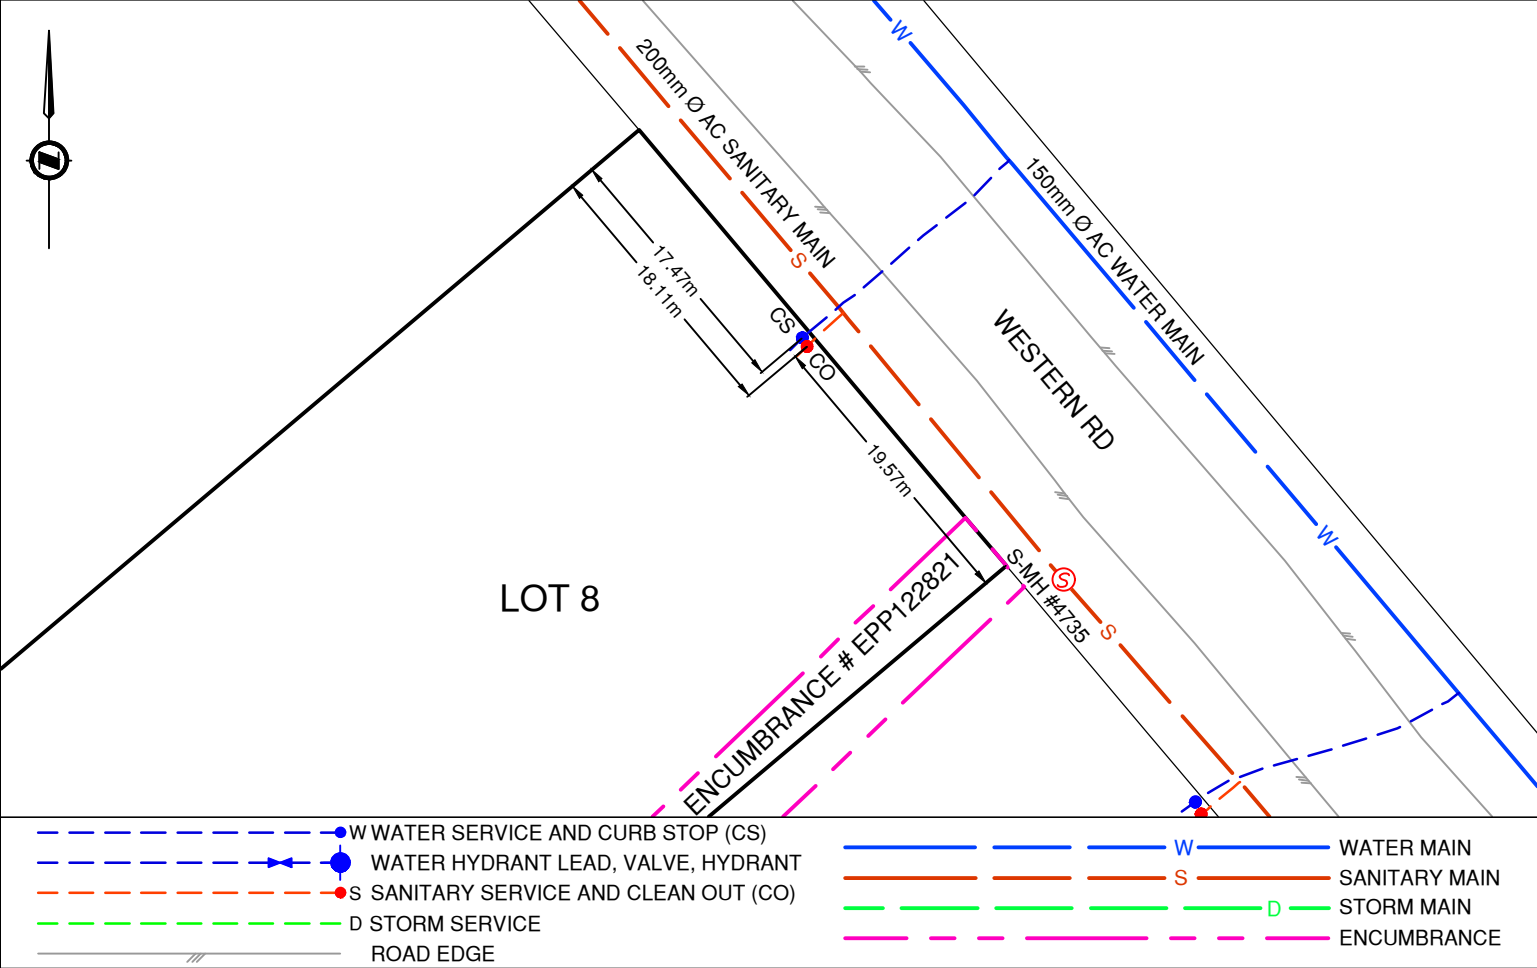 W
200mm Ø AC SANITARY MAIN
S
150mm Ø AC WATER MAIN
17.47m
18.11m
CS
CO
WESTERN RD
19.57m
W
LOT 8
S-MH #4735
S
S
ENCUMBRANCE # EPP122821
W WATER SERVICE AND CURB STOP (CS)
WATER HYDRANT LEAD, VALVE, HYDRANT
S SANITARY SERVICE AND CLEAN OUT (CO)
D STORM SERVICE
ROAD EDGE
W WATER MAIN
S SANITARY MAIN
D STORM MAIN
ENCUMBRANCE